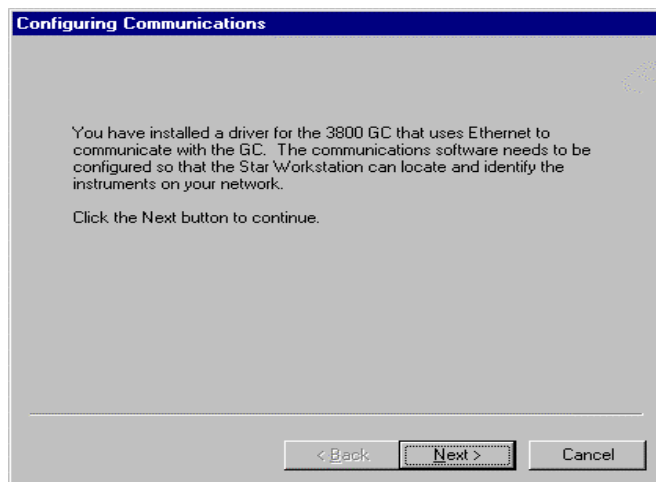 Configuring Communications
You have installed a driver for the 3800 GC that uses Ethernet to
communicate with the GC. The communications software needs to be
configured so that the Star Workstation can locate and identify the
instruments on your network.
Click the Next button to continue.
< Back Next > Cancel